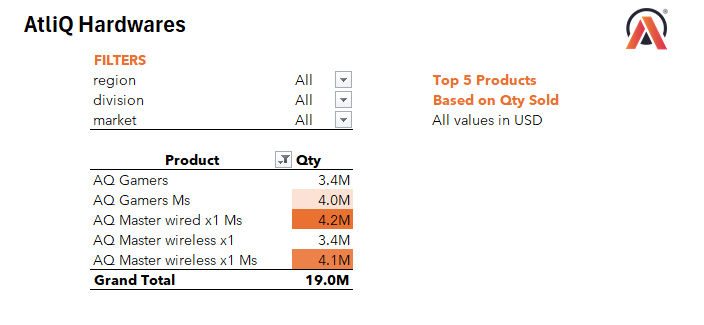 AtliQ Hardwares
FILTERS
region All
division All
market All
Top 5 Products
Based on Qty Sold
All values in USD
Product Qty
AQ Gamers 3.4M
AQ Gamers Ms 4.0M
AQ Master wired x1 Ms 4.2M
AQ Master wireless x1 3.4M
AQ Master wireless x1 Ms 4.1M
Grand Total 19.0M